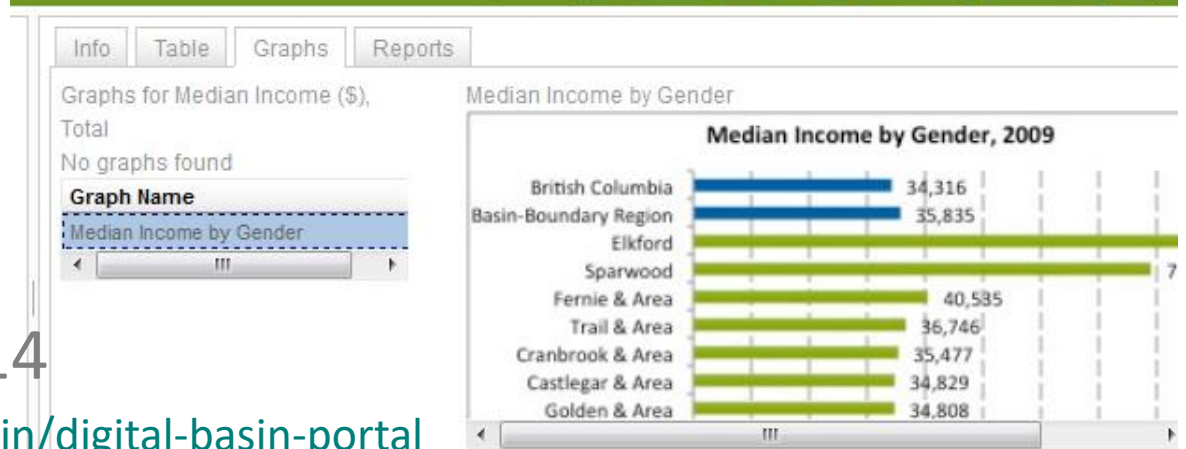 Info Table Graphs Reports
Graphs for Median Income ($),
Total
No graphs found
Graph Name
Median Income by Gender
Median Income by Gender
Median Income by Gender, 2009
British Columbia 34,316
Basin-Boundary Region 35,835
Elkford
Sparwood 7
Fernie & Area 40,535
Trail & Area 36,746
Cranbrook & Area 35,477
Castlegar & Area 34,829
Golden & Area 34,808
.4
in/digital-basin-portal